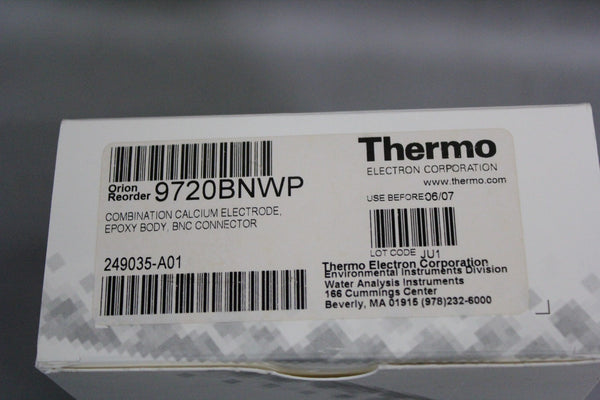 Orion
Reorder 9720BNWP
COMBINATION CALCIUM ELECTRODE,
EPOXY BODY, BNC CONNECTOR
249035-A01
Thermo
ELECTRON CORPORATION
www.thermo.com
USE BEFORE 06/07
LOT CODE JU1
Thermo Electron Corporation
Environmental Instruments Division
Water Analysis Instruments
166 Cummings Center
Beverly, MA 01915 (978)232-6000